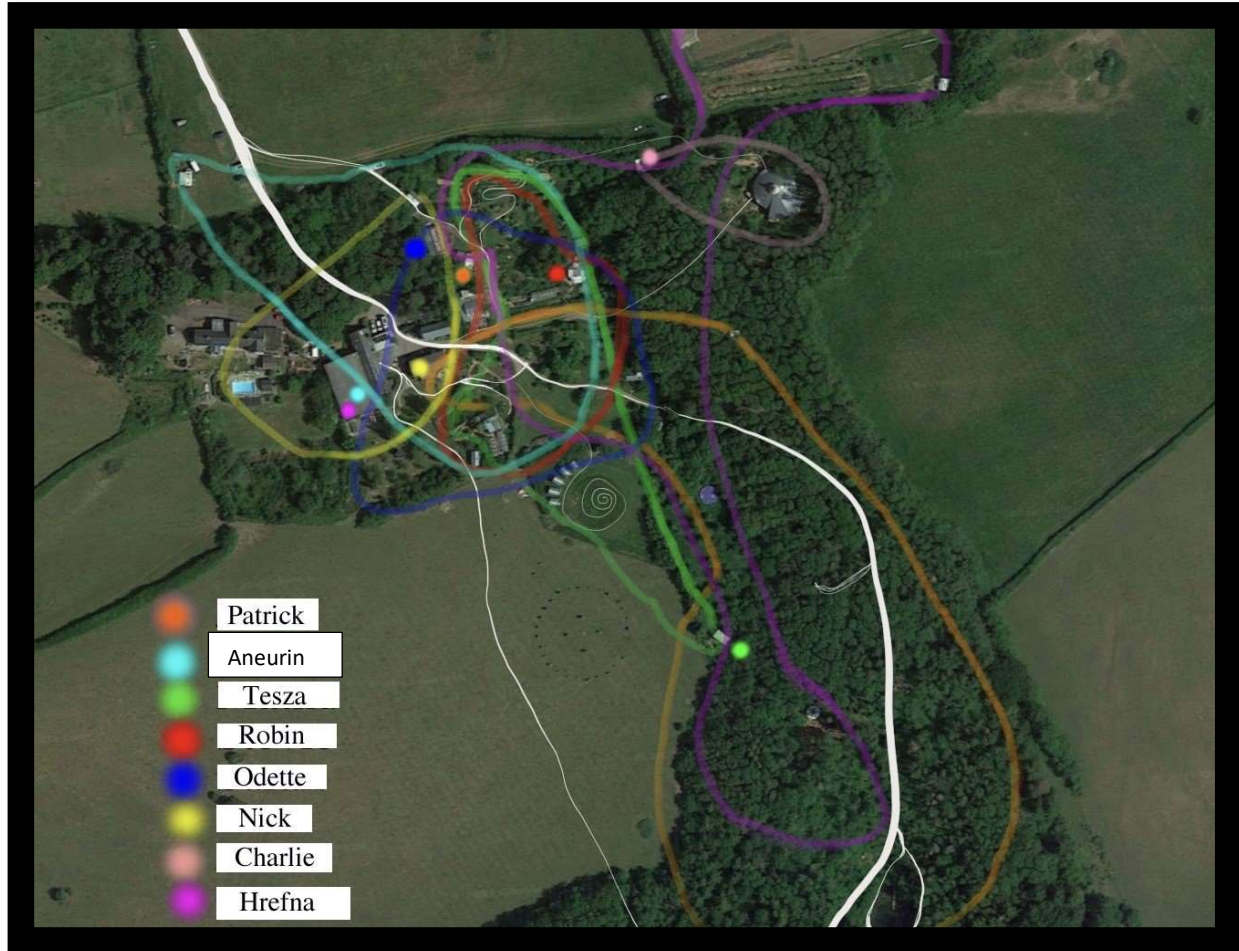 Patrick
Aneurin
Tesza
Robin
Odette
Nick
Charlie
Hrefna